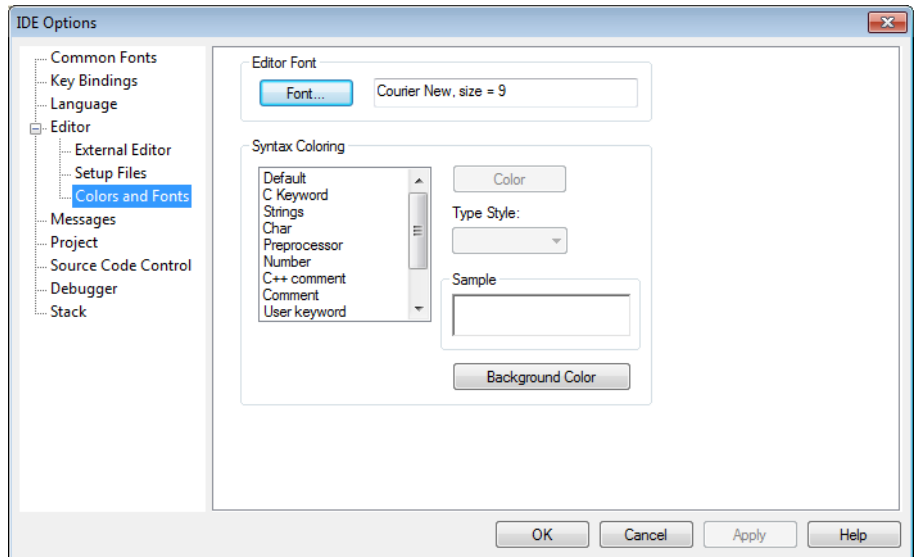 IDE Options
Common Fonts
Key Bindings
Language
Editor
External Editor
Setup Files
Colors and Fonts
Messages
Project
Source Code Control
Debugger
Stack
Editor Font
Font...
Courier New, size = 9
Syntax Coloring
Default
C Keyword
Strings
Char
Preprocessor
Number
C++ comment
Comment
User keyword
Color
Type Style:
Sample
Background Color
OK
Cancel
Apply
Help